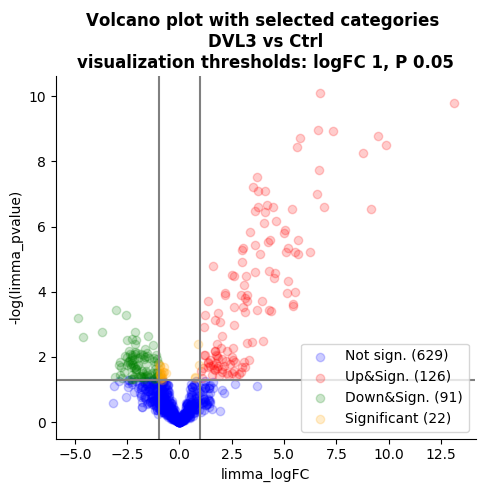 Volcano plot with selected categories
DVL3 vs Ctrl
visualization thresholds: logFC 1, P 0.05
10
8
6
4
2
0
-log(limma_pvalue)
Not sign. (629)
Up&Sign. (126)
Down&Sign. (91)
Significant (22)
−5.0 −2.5 0.0 2.5 5.0 7.5 10.0 12.5
limma_logFC